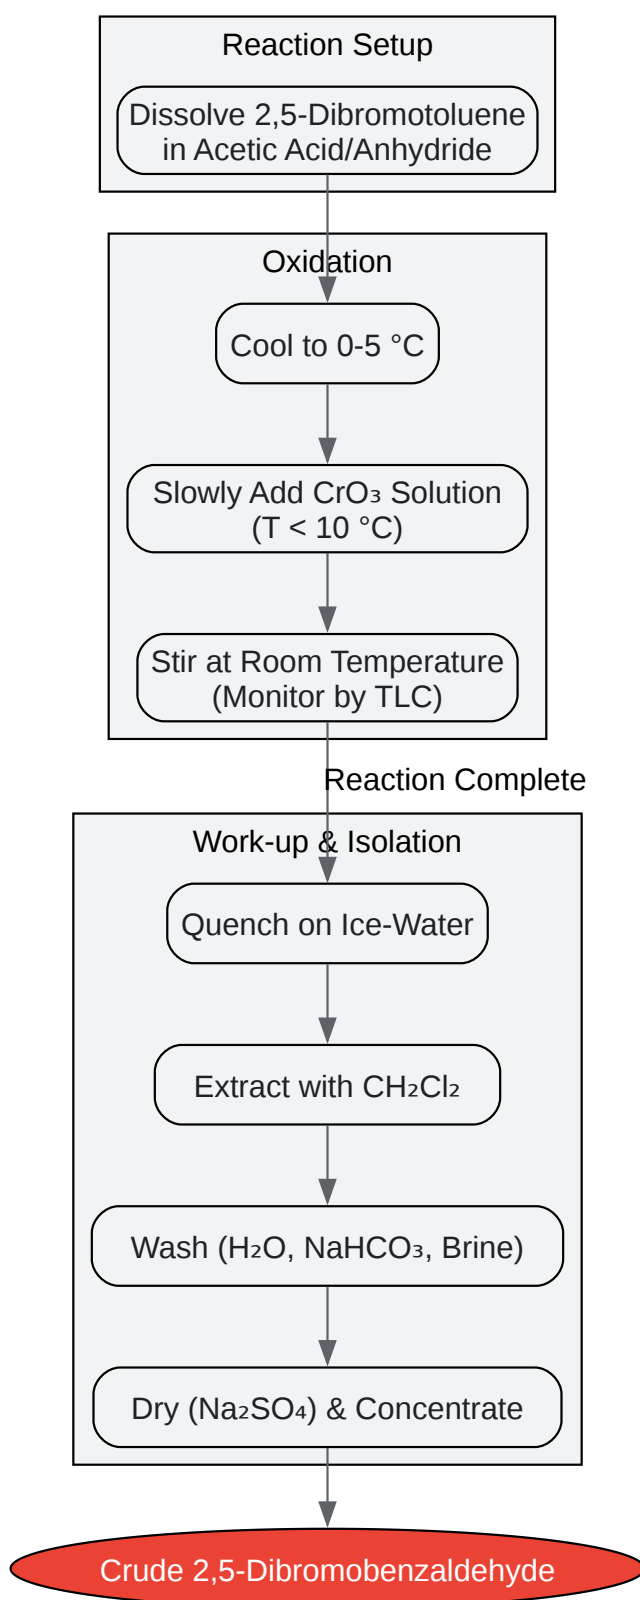 Reaction Setup
Dissolve 2,5-Dibromotoluene
in Acetic Acid/Anhydride
Oxidation
Cool to 0-5 °C
Slowly Add CrO₃ Solution
(T < 10 °C)
Stir at Room Temperature
(Monitor by TLC)
Reaction Complete
Work-up & Isolation
Quench on Ice-Water
Extract with CH₂Cl₂
Wash (H₂O, NaHCO₃, Brine)
Dry (Na₂SO₄) & Concentrate
Crude 2,5-Dibromobenzaldehyde